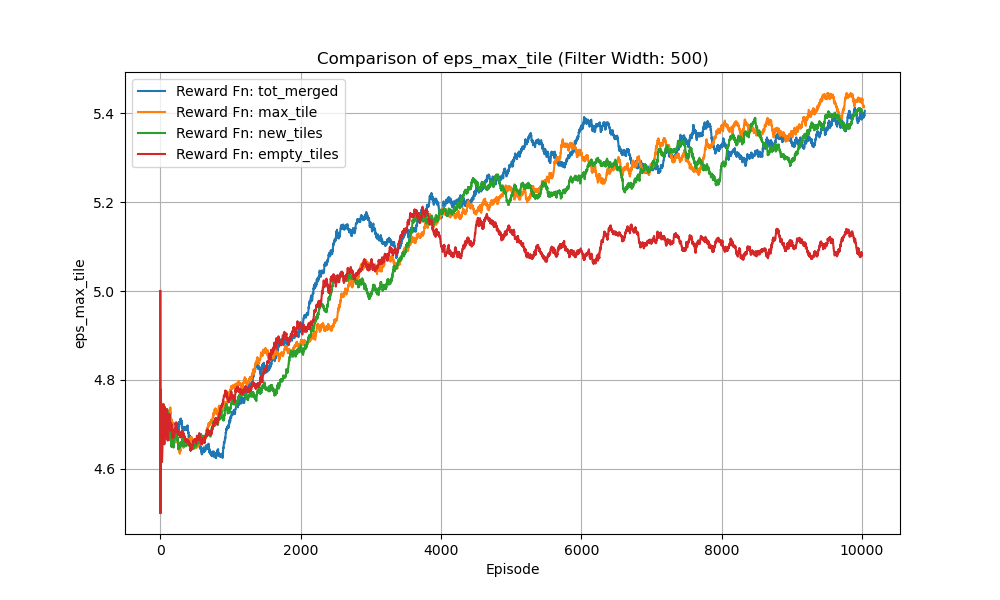 Comparison of eps_max_tile (Filter Width: 500)
Reward Fn: tot_merged
Reward Fn: max_tile
Reward Fn: new_tiles
Reward Fn: empty_tiles
eps_max_tile
5.4
5.2
5.0
4.8
4.6
0 2000 4000 6000 8000 10000
Episode